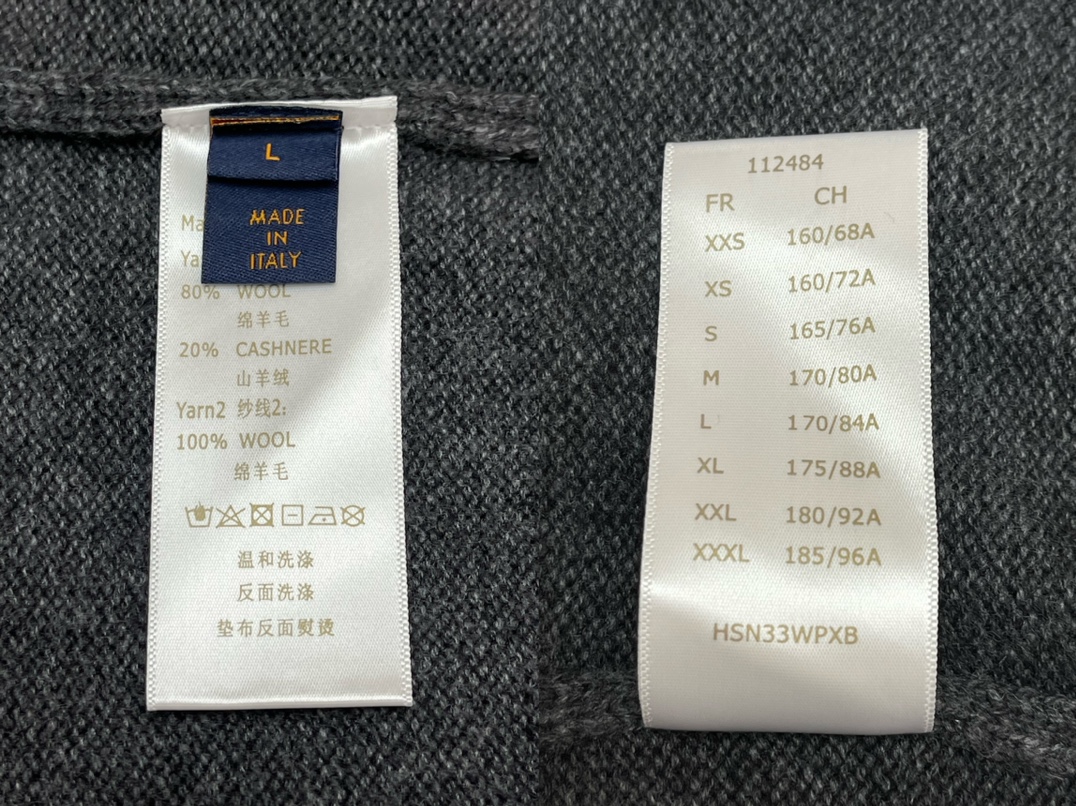 L
MADE
IN
ITALY
Ma
Ya
80% WOOL
绵羊毛
20% CASHNERE
山羊绒
Yarn2 纱线2:
100% WOOL
绵羊毛
温和洗涤
反面洗涤
垫布反面熨烫
112484
FR CH
XXS 160/68A
XS 160/72A
S 165/76A
M 170/80A
L 170/84A
XL 175/88A
XXL 180/92A
XXXL 185/96A
HSN33WPXB